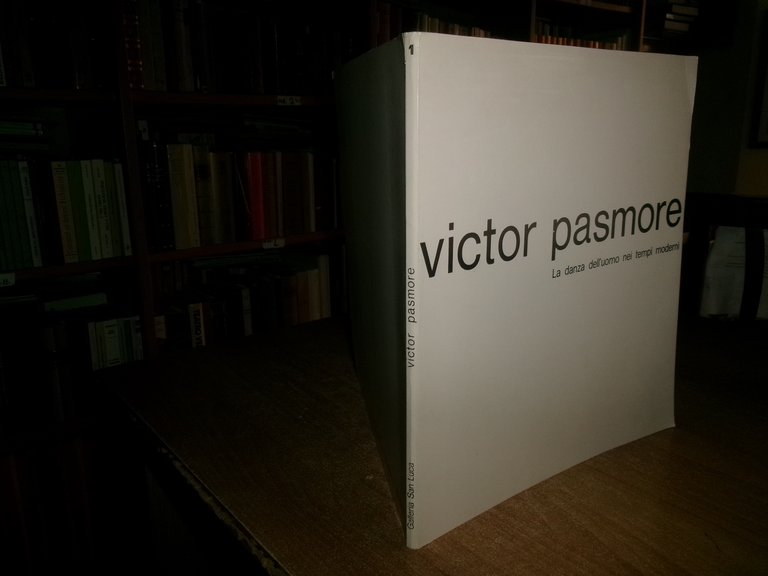 1
victor pasmore
Galleria San Luca
victor pasmore
La danza dell'uomo nei tempi moderni